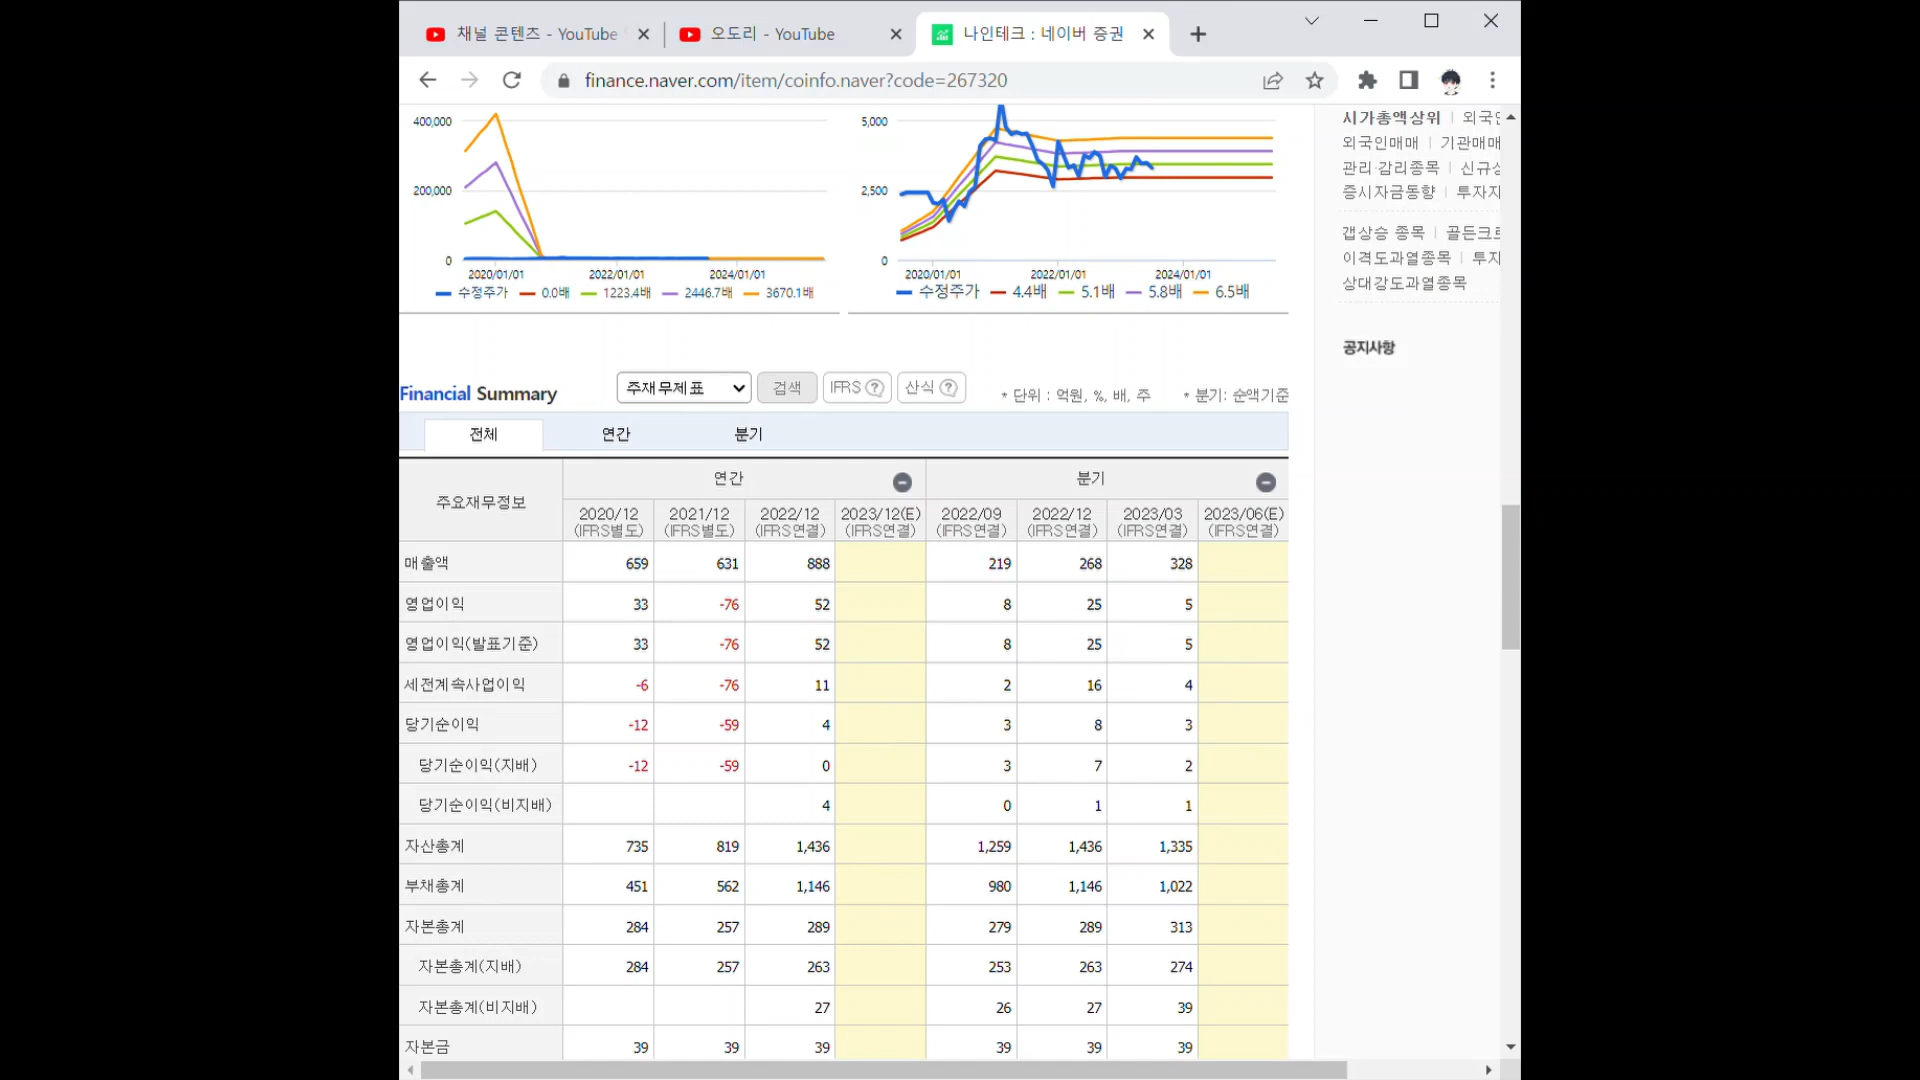 채널 콘텐츠 - YouTube
오도리 - YouTube
나인테크 : 네이버 증권
finance.naver.com/item/coinfo.naver?code=267320
400,000
200,000
0
2020/01/01 2022/01/01 2024/01/01
수정주가 0.0배 1223.4배 2446.7배 3670.1배
5,000
2,500
0
2020/01/01 2022/01/01 2024/01/01
수정주가 4.4배 5.1배 5.8배 6.5배
시가총액상위 외국인
외국인매매 기관매매
관리·감리종목 신규상
증시자금동향 투자자
갭상승 종목 골든크로
이격도과열종목 투자
상대강도과열종목
공지사항
Financial Summary 주재무제표 검색 IFRS ? 산식 ? * 단위 : 억원, %, 배, 주 * 분기: 순액기준
전체 연간 분기
주요재무정보 연간 분기
2020/12 2021/12 2022/12 2023/12(E) 2022/09 2022/12 2023/03 2023/06(E)
(IFRS별도) (IFRS별도) (IFRS연결) (IFRS연결) (IFRS연결) (IFRS연결) (IFRS연결) (IFRS연결)
매출액 659 631 888 219 268 328
영업이익 33 -76 52 8 25 5
영업이익(발표기준) 33 -76 52 8 25 5
세전계속사업이익 -6 -76 11 2 16 4
당기순이익 -12 -59 4 3 8 3
당기순이익(지배) -12 -59 0 3 7 2
당기순이익(비지배) 4 0 1 1
자산총계 735 819 1,436 1,259 1,436 1,335
부채총계 451 562 1,146 980 1,146 1,022
자본총계 284 257 289 279 289 313
자본총계(지배) 284 257 263 253 263 274
자본총계(비지배) 27 26 27 39
자본금 39 39 39 39 39 39